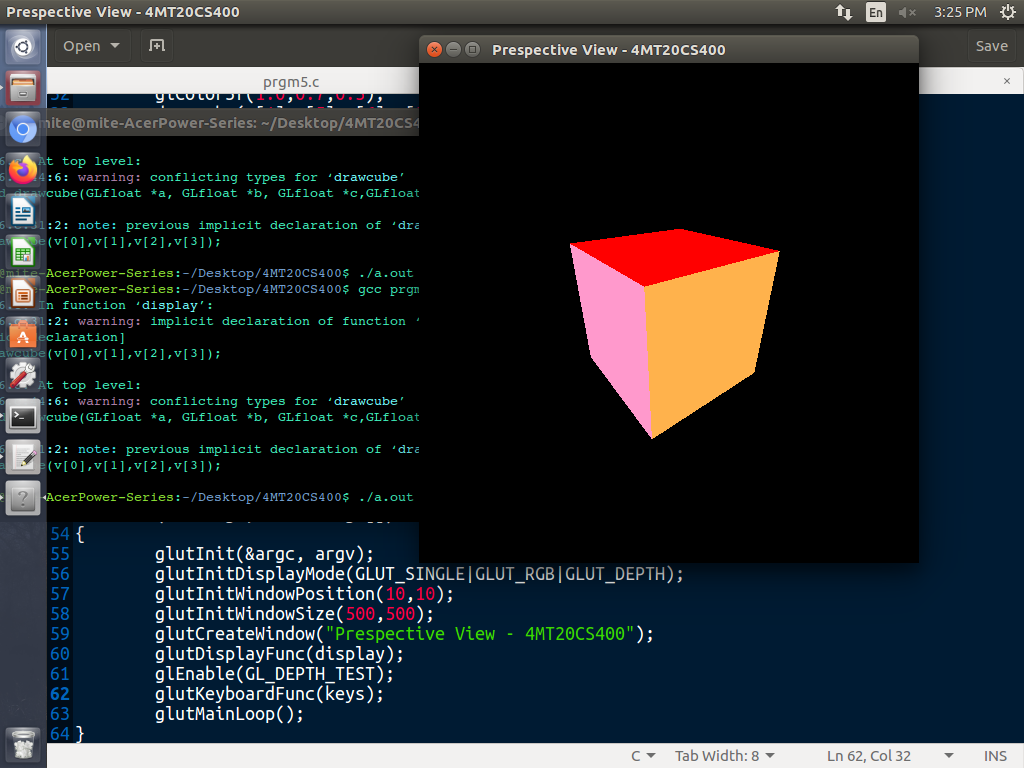 Prespective View - 4MT20CS400
En
3:25 PM
Open
Save
Prespective View - 4MT20CS400
prgm5.c
×
52 glColor3f(1.0,0.7,0.3);
mite@mite-AcerPower-Series: ~/Desktop/4MT20CS4
At top level:
4:6: warning: conflicting types for ‘drawcube’
drawcube(GLfloat *a, GLfloat *b, GLfloat *c,GLfloat
1:2: note: previous implicit declaration of ‘dra
awcube(v[0],v[1],v[2],v[3]);
@mite-AcerPower-Series:~/Desktop/4MT20CS400$ ./a.out
@mite-AcerPower-Series:~/Desktop/4MT20CS400$ gcc prgm
In function ‘display’:
1:2: warning: implicit declaration of function ‘
declaration]
awcube(v[0],v[1],v[2],v[3]);
At top level:
4:6: warning: conflicting types for ‘drawcube’
drawcube(GLfloat *a, GLfloat *b, GLfloat *c,GLfloat
1:2: note: previous implicit declaration of ‘dra
awcube(v[0],v[1],v[2],v[3]);
AcerPower-Series:~/Desktop/4MT20CS400$ ./a.out
54 {
55 glutInit(&argc, argv);
56 glutInitDisplayMode(GLUT_SINGLE|GLUT_RGB|GLUT_DEPTH);
57 glutInitWindowPosition(10,10);
58 glutInitWindowSize(500,500);
59 glutCreateWindow("Prespective View - 4MT20CS400");
60 glutDisplayFunc(display);
61 glEnable(GL_DEPTH_TEST);
62 glutKeyboardFunc(keys);
63 glutMainLoop();
64 }
C Tab Width: 8 Ln 62, Col 32 INS